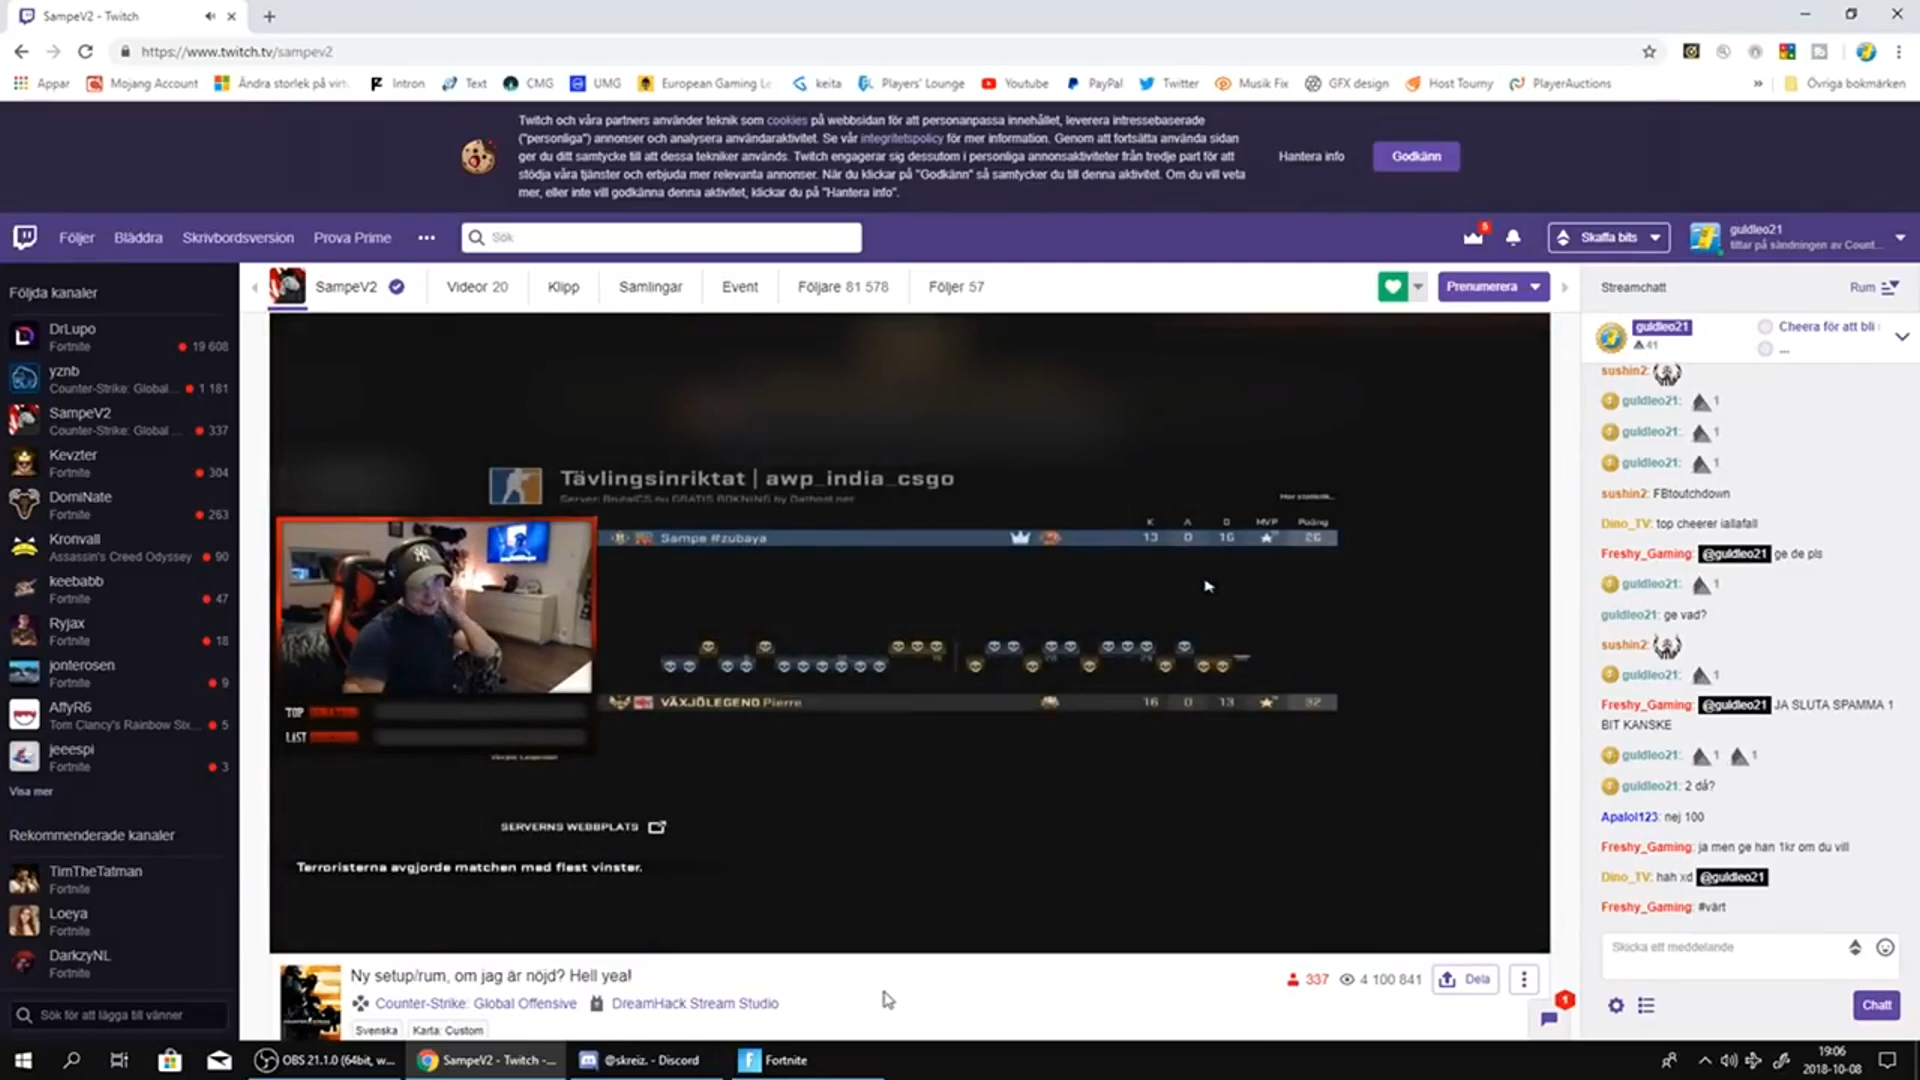 SampeV2 - Twitch
https://www.twitch.tv/sampev2
Appar
Mojang Account
Ändra storlek på virt
Intron
Text
CMG
UMG
European Gaming Le
keita
Players' Lounge
Youtube
PayPal
Twitter
Musik Fix
GFX design
Host Tourny
PlayerAuctions
»
Övriga bokmärken
Twitch och våra partners använder teknik som cookies på webbsidan för att personanpassa innehållet, leverera intressebaserade
("personliga") annonser och analysera användaraktivitet. Se vår integritetspolicy för mer information. Genom att fortsätta använda sidan
ger du ditt samtycke till att dessa tekniker används. Twitch engagerar sig dessutom i personliga annonsaktiviteter från tredje part för att
stödja våra tjänster och erbjuda mer relevanta annonser. När du klickar på "Godkänn" så samtycker du till denna aktivitet. Om du vill veta
mer, eller inte vill godkänna denna aktivitet, klickar du på "Hantera info".
Hantera info
Godkänn
Följer
Bläddra
Skrivbordsversion
Prova Prime
Sök
5
Skaffa bits
guldleo21
tittar på sändningen av Count...
Följda kanaler
DrLupo
Fortnite
19 608
yznb
Counter-Strike: Global...
1 181
SampeV2
Counter-Strike: Global ...
337
Kevzter
Fortnite
304
DomiNate
Fortnite
263
Kronvall
Assassin's Creed Odyssey
90
keebabb
Fortnite
47
Ryjax
Fortnite
18
jonterosen
Fortnite
9
AffyR6
Tom Clancy's Rainbow Six...
5
jeeespi
Fortnite
3
Visa mer
Rekommenderade kanaler
TimTheTatman
Fortnite
Loeya
Fortnite
DarkzyNL
Fortnite
Sök för att lägga till vänner
SampeV2
Videor 20
Klipp
Samlingar
Event
Följare 81 578
Följer 57
Prenumerera
Tävlingsinriktat | awp_india_csgo
Server: BrutalCS.nu GRATIS BOKNING by Dathost.net
K A D MVP Poäng
Sampe #zubaya 13 0 16 26
VÄXJÖLEGEND Pierre 16 0 13 32
TOP
LAST
SERVERNS WEBBPLATS
Terroristerna avgjorde matchen med flest vinster.
Ny setup/rum, om jag är nöjd? Hell yea!
Counter-Strike: Global Offensive
DreamHack Stream Studio
Svenska
Karta: Custom
337
4 100 841
Dela
1
Streamchatt
Rum
guldleo21
41
Cheera för att bli
...
sushin2:
guldleo21: 1
guldleo21: 1
guldleo21: 1
sushin2: FBtoutchdown
Dino_TV: top cheerer iallafall
Freshy_Gaming: @guldleo21 ge de pls
guldleo21: 1
guldleo21: ge vad?
sushin2:
guldleo21: 1
Freshy_Gaming: @guldleo21 JA SLUTA SPAMMA 1
BIT KANSKE
guldleo21: 1 1
guldleo21: 2 då?
Apalol123: nej 100
Freshy_Gaming: ja men ge han 1kr om du vill
Dino_TV: hah xd @guldleo21
Freshy_Gaming: #värt
Skicka ett meddelande
Chatt
OBS 21.1.0 (64bit, w...
SampeV2 - Twitch -...
@skreiz. - Discord
Fortnite
19:06
2018-10-08